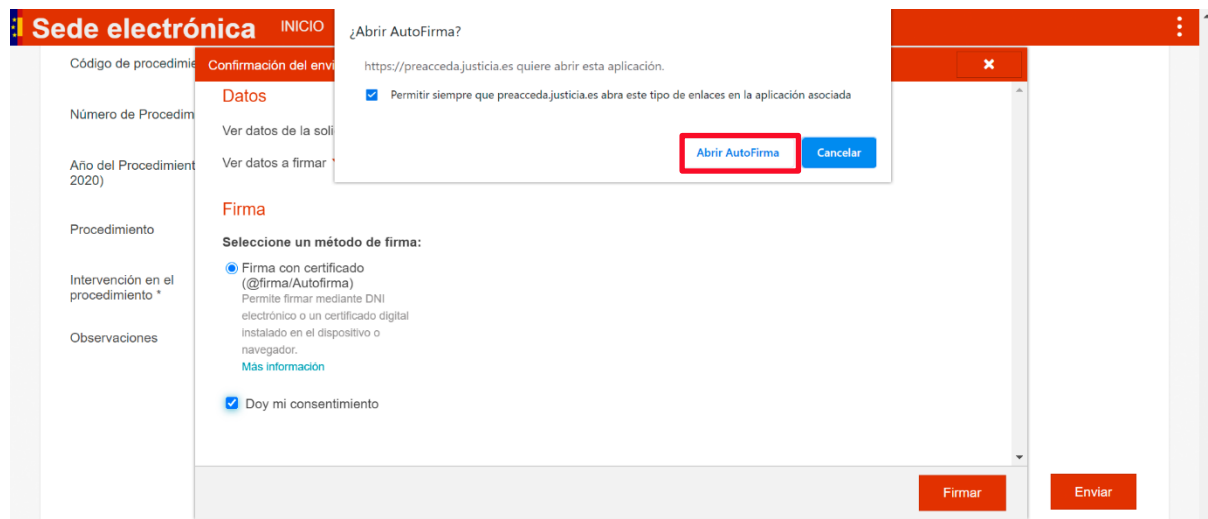 Sede electrónica
INICIO
¿Abrir AutoFirma?
https://preacceda.justicia.es quiere abrir esta aplicación.
Permitir siempre que preacceda.justicia.es abra este tipo de enlaces en la aplicación asociada
Abrir AutoFirma
Cancelar
Código de procedimie
Número de Procedim
Año del Procedimient
2020)
Procedimiento
Intervención en el
procedimiento *
Observaciones
Confirmación del envi
Datos
Ver datos de la soli
Ver datos a firmar
Firma
Seleccione un método de firma:
Firma con certificado
(@firma/Autofirma)
Permite firmar mediante DNI
electrónico o un certificado digital
instalado en el dispositivo o
navegador.
Más información
Doy mi consentimiento
Firmar
Enviar